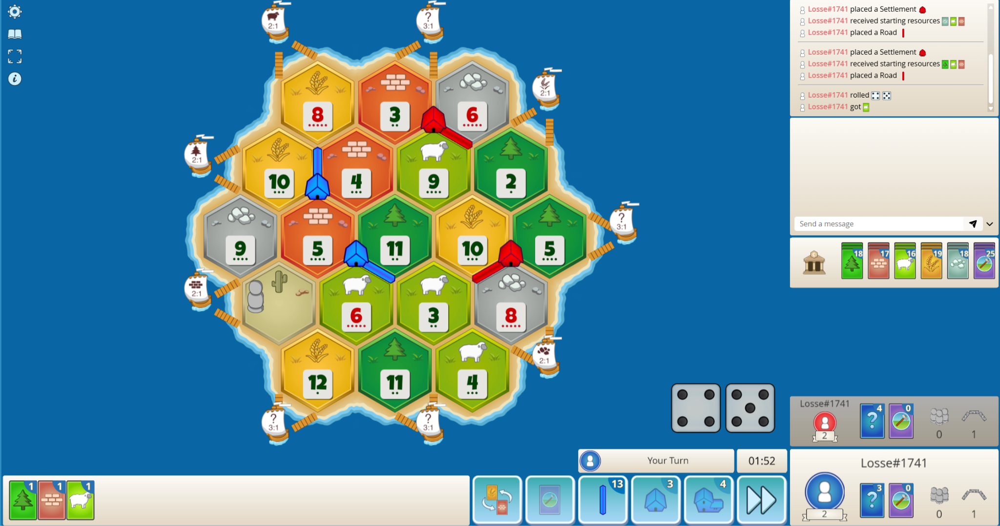 2:1
?
3:1
2:1
8
3
6
2:1
10
4
9
2
?
3:1
9
5
11
10
5
2:1
6
3
8
2:1
12
11
4
?
3:1
?
3:1
Losse#1741 placed a Settlement
Losse#1741 received starting resources
Losse#1741 placed a Road
Losse#1741 placed a Settlement
Losse#1741 received starting resources
Losse#1741 placed a Road
Losse#1741 rolled
Losse#1741 got
Send a message
18 17 16 19 18 25
Losse#1741
? 4 0
2 0 1
Your Turn 01:52
Losse#1741
? 3 0
2 0 1
1 1 1
13 3 4
i